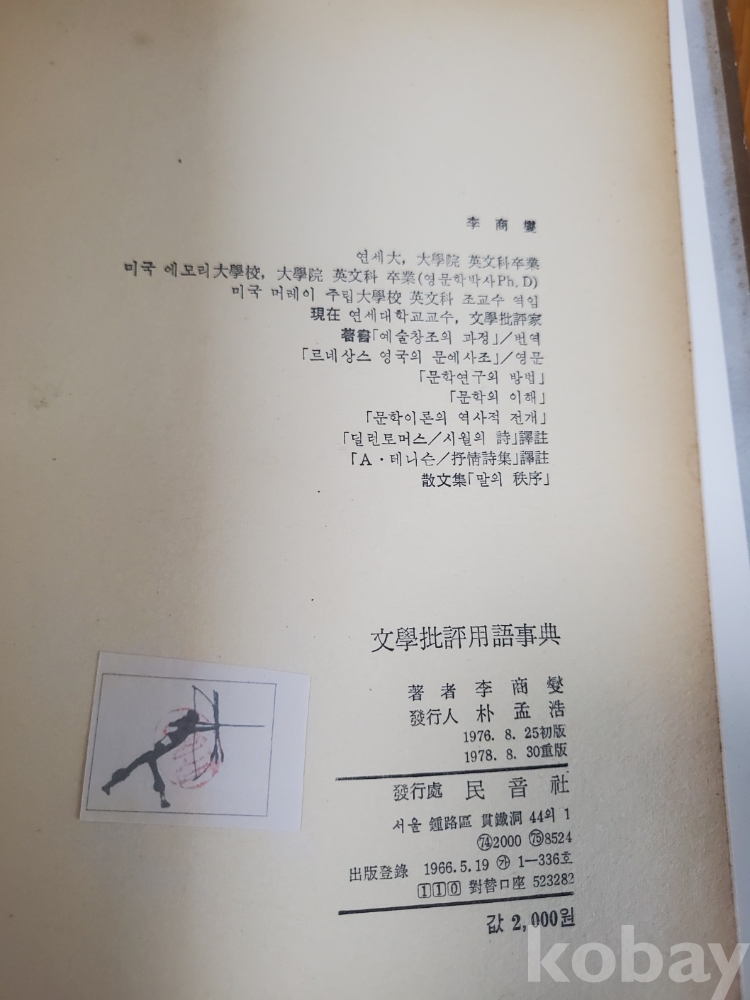 李商燮
연세大, 大學院 英文科卒業
미국 에모리大學校, 大學院 英文科 卒業(영문학박사Ph.D)
미국 머레이 주립大學校 英文科 조교수 역임
現在 연세대학교교수, 文學批評家
著書「예술창조의 과정」/번역
「르네상스 영국의 문예사조」/영문
「문학연구의 방법」
「문학의 이해」
「문학이론의 역사적 전개」
「딜런토머스/시월의 詩」譯註
「A·테니슨/抒情詩集」譯註
散文集「말의 秩序」
文學批評用語事典
著者 李商燮
發行人 朴孟浩
1976. 8. 25初版
1978. 8. 30重版
發行處 民音社
서울 鍾路區 貫鐵洞 44의 1
㉔2000 ㉕8524
出版登錄 1966.5.19 ㉮ 1-336호
110 對替口座 523282
값 2,000원
kobay